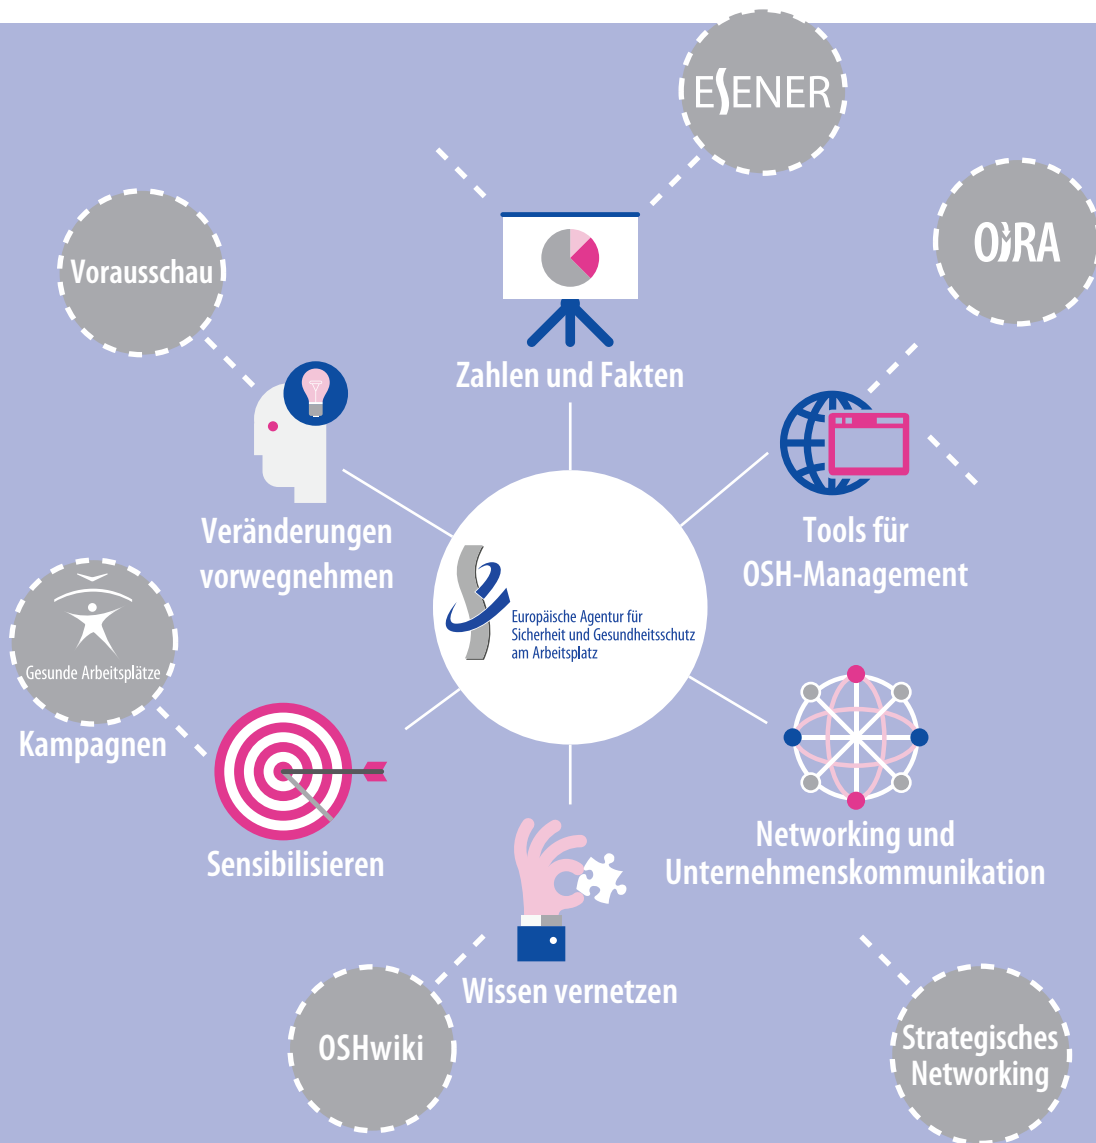 ESENER
OiRA
Vorausschau
Zahlen und Fakten
Veränderungen
vorwegnehmen
Tools für
OSH-Management
Europäische Agentur für
Sicherheit und Gesundheitsschutz
am Arbeitsplatz
Gesunde Arbeitsplätze
Kampagnen
Sensibilisieren
Networking und
Unternehmenskommunikation
Wissen vernetzen
OSHwiki
Strategisches
Networking